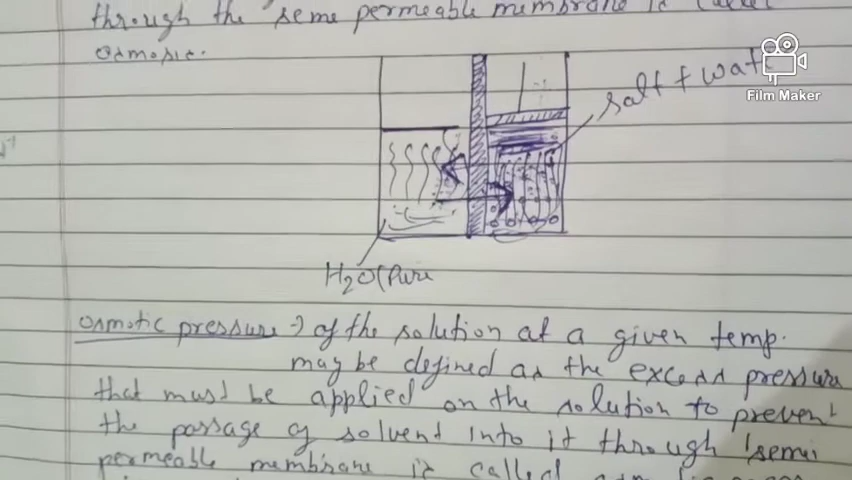 through the seme permeable membrane is called
osmosis.
salt + wate
Film Maker
H2O(Pure
Osmotic pressure → of the solution at a given temp.
may be defined as the excess pressure
that must be applied on the solution to prevent
the passage of solvent into it through semi
permeable membrane is called